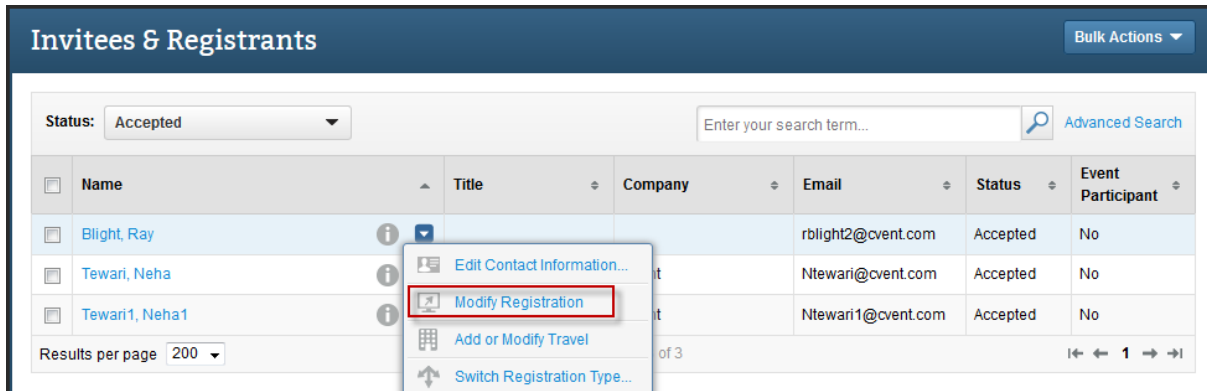 Invitees & Registrants
Bulk Actions
Status: Accepted
Enter your search term...
Advanced Search
Name Title Company Email Status Event Participant
Blight, Ray rblight2@cvent.com Accepted No
Edit Contact Information...
Tewari, Neha Ntewari@cvent.com Accepted No
Modify Registration
Tewari1, Neha1 Ntewari1@cvent.com Accepted No
Add or Modify Travel
Results per page 200 of 3 1
Switch Registration Type...